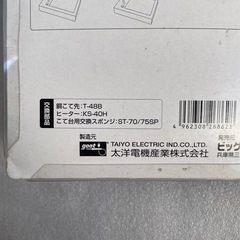 交換部品
銅こて先：T-48B
ヒーター：KS-40H
こて台用交換スポンジ：ST-70/75SP
製造元
goot
TAIYO ELECTRIC IND.CO.,LTD.
太洋電機産業株式会社
4 962308 268628
発売元
ビッグ
兵庫県三